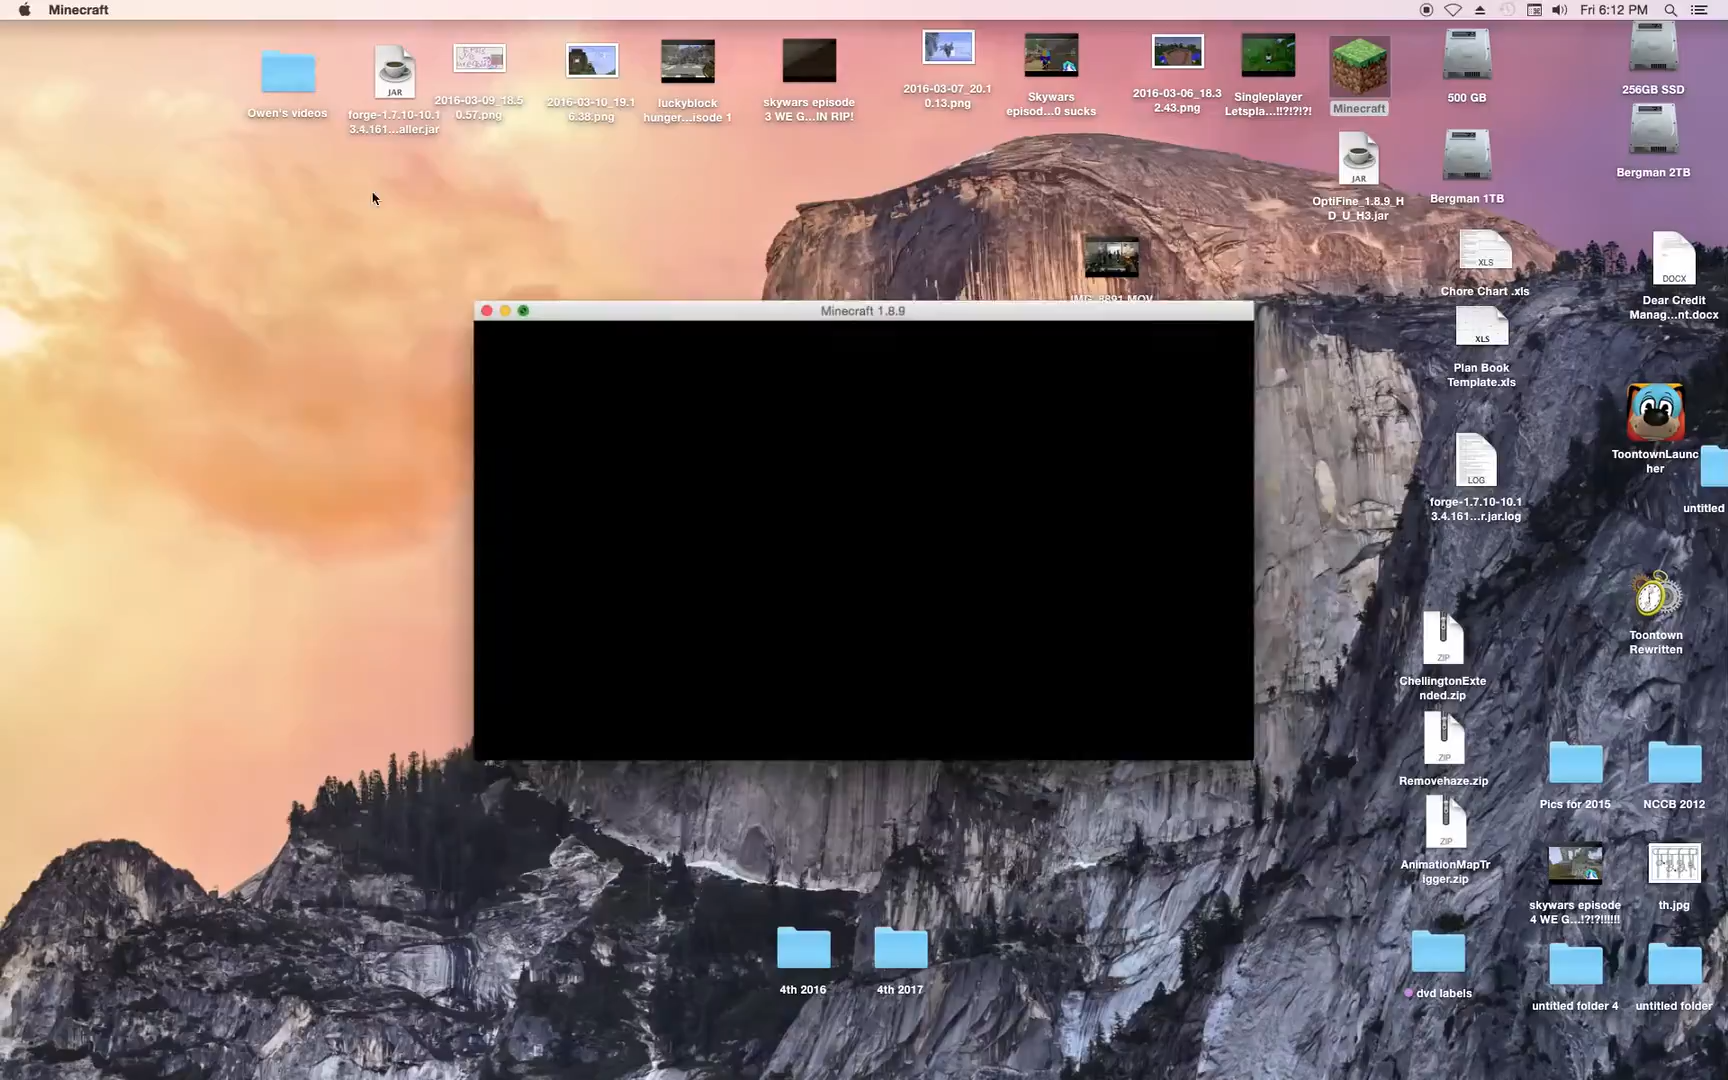 Minecraft
Fri 6:12 PM
Owen's videos
JAR
forge-1.7.10-10.1
3.4.161...aller.jar
2016-03-09_18.5
0.57.png
2016-03-10_19.1
6.38.png
luckyblock
hunger...isode 1
skywars episode
3 WE G...IN RIP!
2016-03-07_20.1
0.13.png
Skywars
episod...0 sucks
2016-03-06_18.3
2.43.png
Singleplayer
Letspla...!!?!?!?!
Minecraft
500 GB
256GB SSD
JAR
OptiFine_1.8.9_H
D_U_H3.jar
Bergman 1TB
Bergman 2TB
IMG_8891.MOV
Minecraft 1.8.9
XLS
Chore Chart .xls
DOCX
Dear Credit
Manag...nt.docx
XLS
Plan Book
Template.xls
ToontownLaunc
her
LOG
forge-1.7.10-10.1
3.4.161...r.jar.log
untitled
Toontown
Rewritten
ZIP
ChellingtonExte
nded.zip
ZIP
Removehaze.zip
Pics for 2015
NCCB 2012
ZIP
AnimationMapTr
igger.zip
skywars episode
4 WE G...!?!?!!!!!!
th.jpg
4th 2016
4th 2017
dvd labels
untitled folder 4
untitled folder